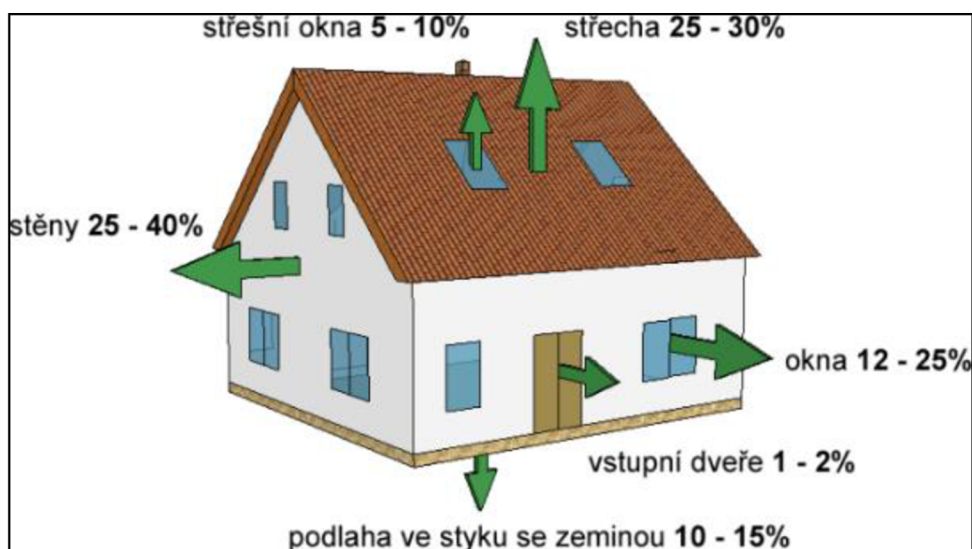 střešní okna 5 - 10%
střecha 25 - 30%
stěny 25 - 40%
okna 12 - 25%
vstupní dveře 1 - 2%
podlaha ve styku se zeminou 10 - 15%